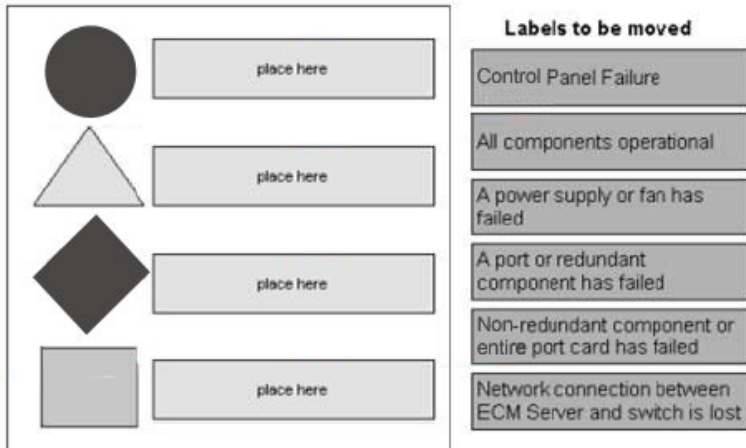 Labels to be moved
place here
place here
place here
place here
Control Panel Failure
All components operational
A power supply or fan has
failed
A port or redundant
component has failed
Non-redundant component or
entire port card has failed
Network connection between
ECM Server and switch is lost